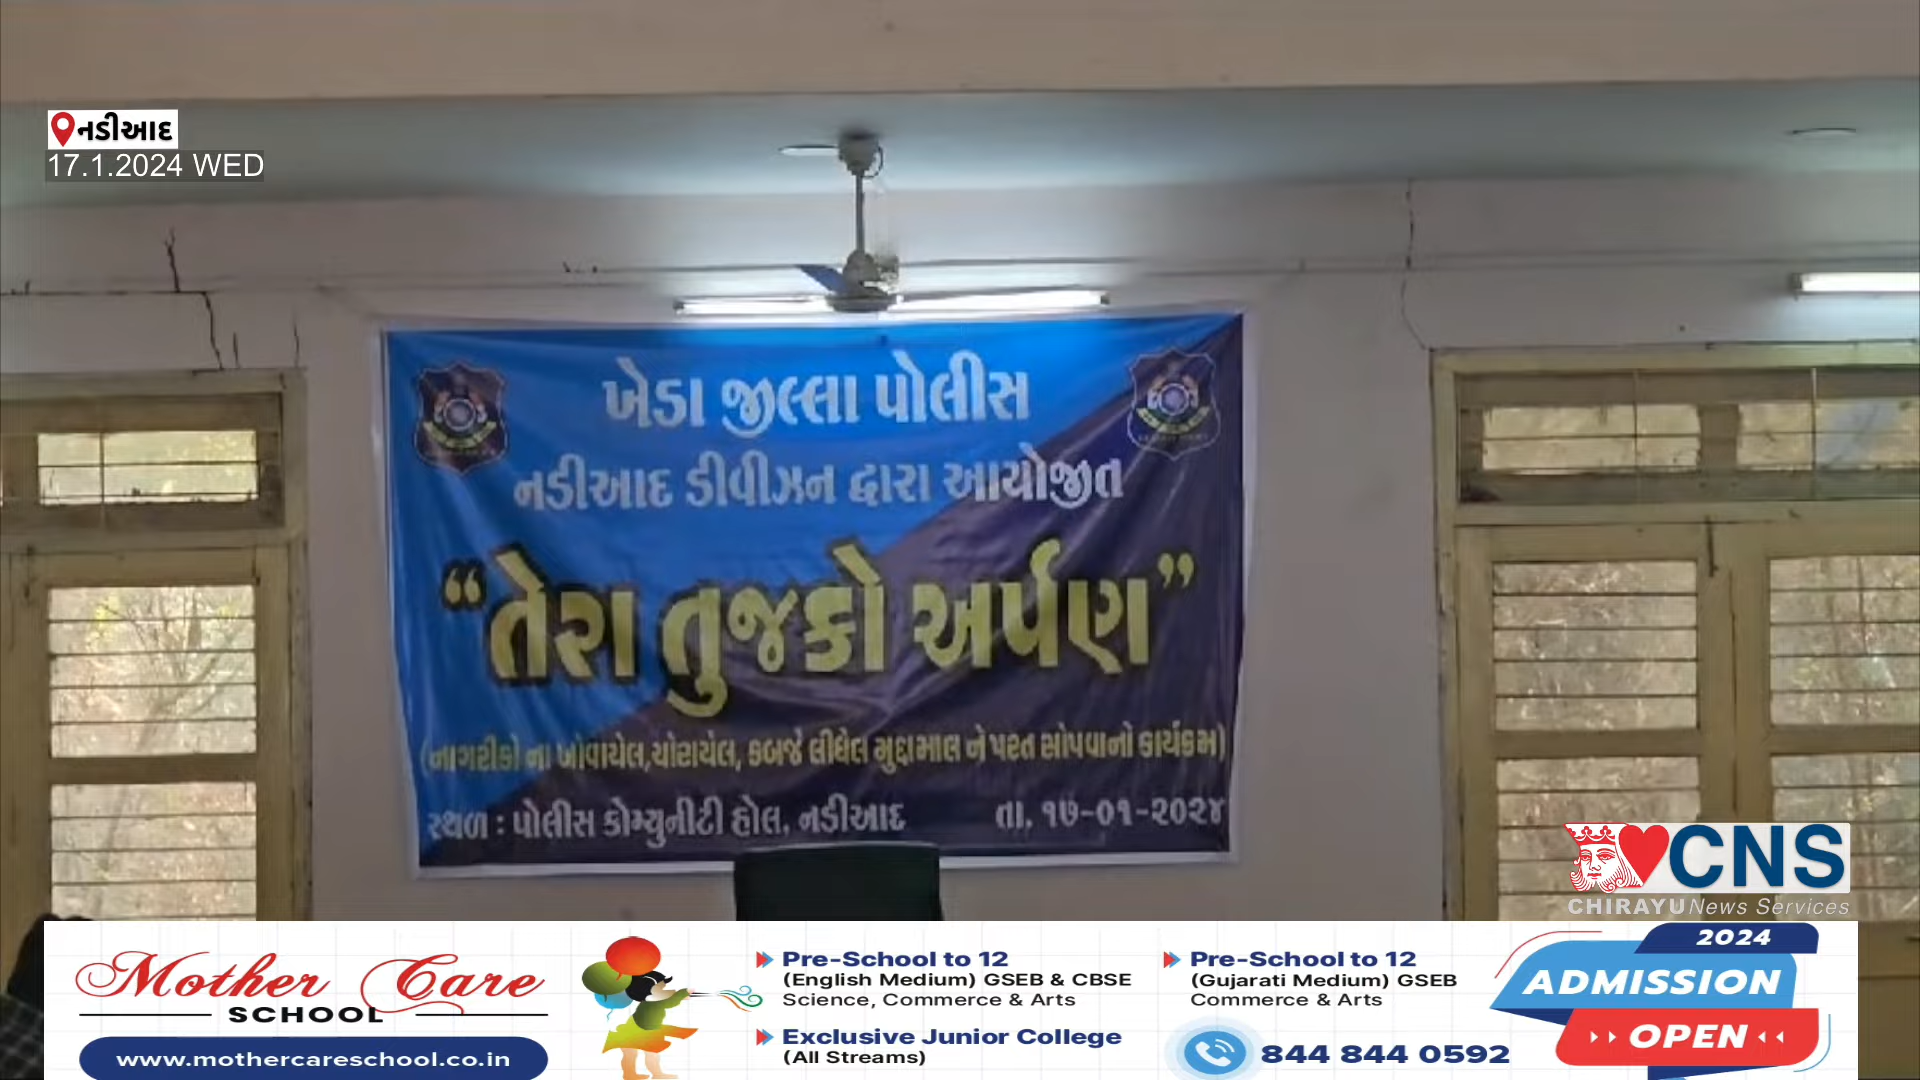 નડીઆદ
17.1.2024 WED
ખેડા જીલ્લા પોલીસ
નડીઆદ ડીવીઝન દ્વારા આયોજીત
“તેરા તુજકો અર્પણ”
(નાગરીકો ના ખોવાયેલ,ચોરાયેલ, કબજે લીધેલ મુદ્દામાલ ને પરત સોપવાનો કાર્યક્રમ)
સ્થળ : પોલીસ કોમ્યુનીટી હોલ, નડીઆદ તા. ૧૭-૦૧-૨૦૨૪
CNS
CHIRAYU News Services
Mother Care
SCHOOL
www.mothercareschool.co.in
Pre-School to 12
(English Medium) GSEB & CBSE
Science, Commerce & Arts
Exclusive Junior College
(All Streams)
Pre-School to 12
(Gujarati Medium) GSEB
Commerce & Arts
844 844 0592
2024
ADMISSION
OPEN